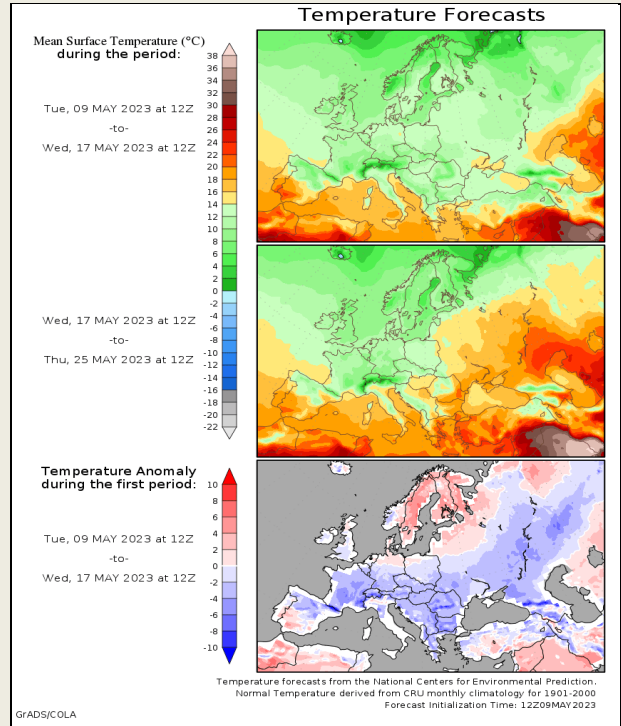 Temperature Forecasts
Mean Surface Temperature (°C)
during the period:
Tue, 09 MAY 2023 at 12Z
-to-
Wed, 17 MAY 2023 at 12Z
38
36
34
32
30
28
26
24
22
20
18
16
14
12
10
8
6
4
2
0
-2
-4
-6
-8
-10
-12
-14
-16
-18
-20
-22
Wed, 17 MAY 2023 at 12Z
-to-
Thu, 25 MAY 2023 at 12Z
Temperature Anomaly
during the first period:
Tue, 09 MAY 2023 at 12Z
-to-
Wed, 17 MAY 2023 at 12Z
10
8
6
4
2
0
-2
-4
-6
-8
-10
Temperature forecasts from the National Centers for Environmental Prediction.
Normal Temperature derived from CRU monthly climatology for 1901-2000
Forecast Initialization Time: 12Z09MAY2023
GrADS/COLA